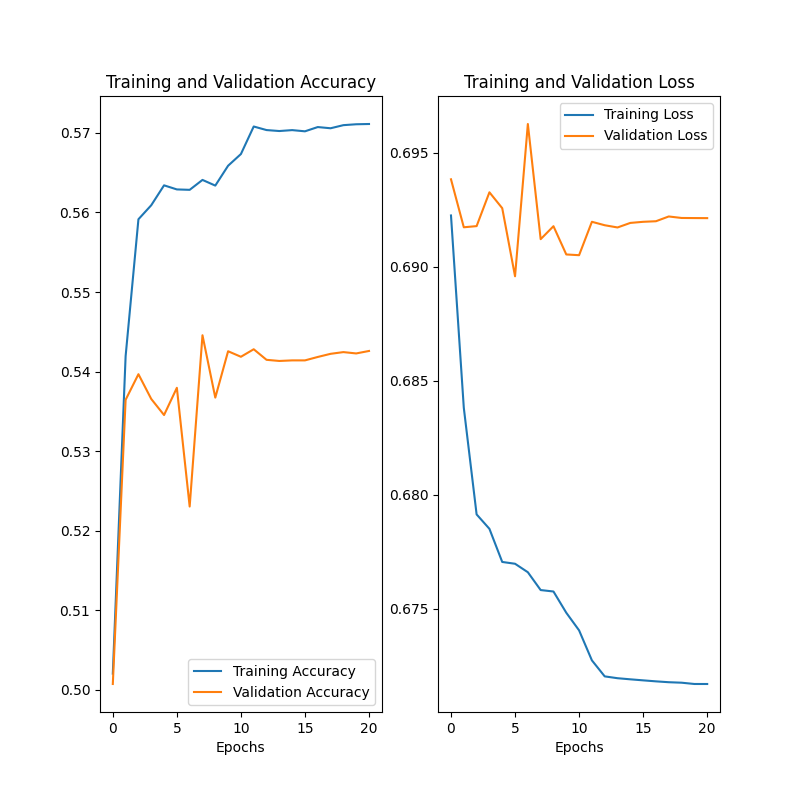 Training and Validation Accuracy
0.57
0.56
0.55
0.54
0.53
0.52
0.51
0.50
Training Accuracy
Validation Accuracy
0 5 10 15 20
Epochs
Training and Validation Loss
Training Loss
Validation Loss
0.695
0.690
0.685
0.680
0.675
0 5 10 15 20
Epochs